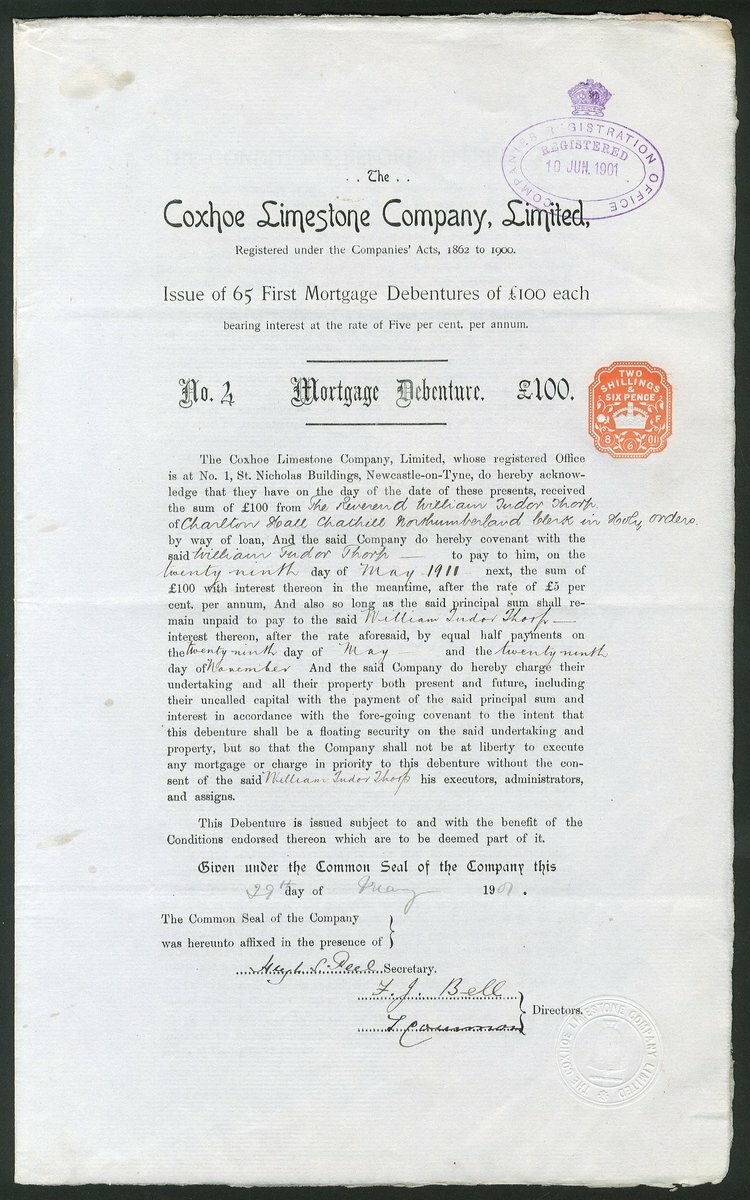 COMPANIES REGISTRATION OFFICE
REGISTERED
10 JUN. 1901
. . The . .
Coxhoe Limestone Company, Limited,
Registered under the Companies' Acts, 1862 to 1900.
Issue of 65 First Mortgage Debentures of £100 each
bearing interest at the rate of Five per cent. per annum.
No. 4 Mortgage Debenture. £100.
TWO
SHILLINGS
&
SIX PENCE
F
8 6 01
The Coxhoe Limestone Company, Limited, whose registered Office
is at No. 1, St. Nicholas Buildings, Newcastle-on-Tyne, do hereby acknow-
ledge that they have on the day of the date of these presents, received
the sum of £100 from The Reverend William Tudor Thorp
of Charlton Hall Chathill Northumberland Clerk in Holy Orders.
by way of loan, And the said Company do hereby covenant with the
said William Tudor Thorp — to pay to him, on the
twenty ninth day of May 1911 next, the sum of
£100 with interest thereon in the meantime, after the rate of £5 per
cent. per annum, And also so long as the said principal sum shall re-
main unpaid to pay to the said William Tudor Thorp —
interest thereon, after the rate aforesaid, by equal half payments on
the twenty ninth day of May — and the twenty ninth
day of November And the said Company do hereby charge their
undertaking and all their property both present and future, including
their uncalled capital with the payment of the said principal sum and
interest in accordance with the fore-going covenant to the intent that
this debenture shall be a floating security on the said undertaking and
property, but so that the Company shall not be at liberty to execute
any mortgage or charge in priority to this debenture without the con-
sent of the said William Tudor Thorp his executors, administrators,
and assigns.
This Debenture is issued subject to and with the benefit of the
Conditions endorsed thereon which are to be deemed part of it.
Given under the Common Seal of the Company this
29th day of May 1901.
The Common Seal of the Company
was hereunto affixed in the presence of
Hugh S. Peel Secretary.
F. J. Bell
Directors.
THE COXHOE LIMESTONE COMPANY LIMITED